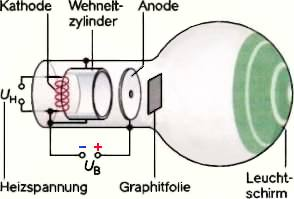 Kathode
Wehnelt-
zylinder
Anode
U_H
- +
U_B
Heizspannung
Graphitfolie
Leucht-
schirm